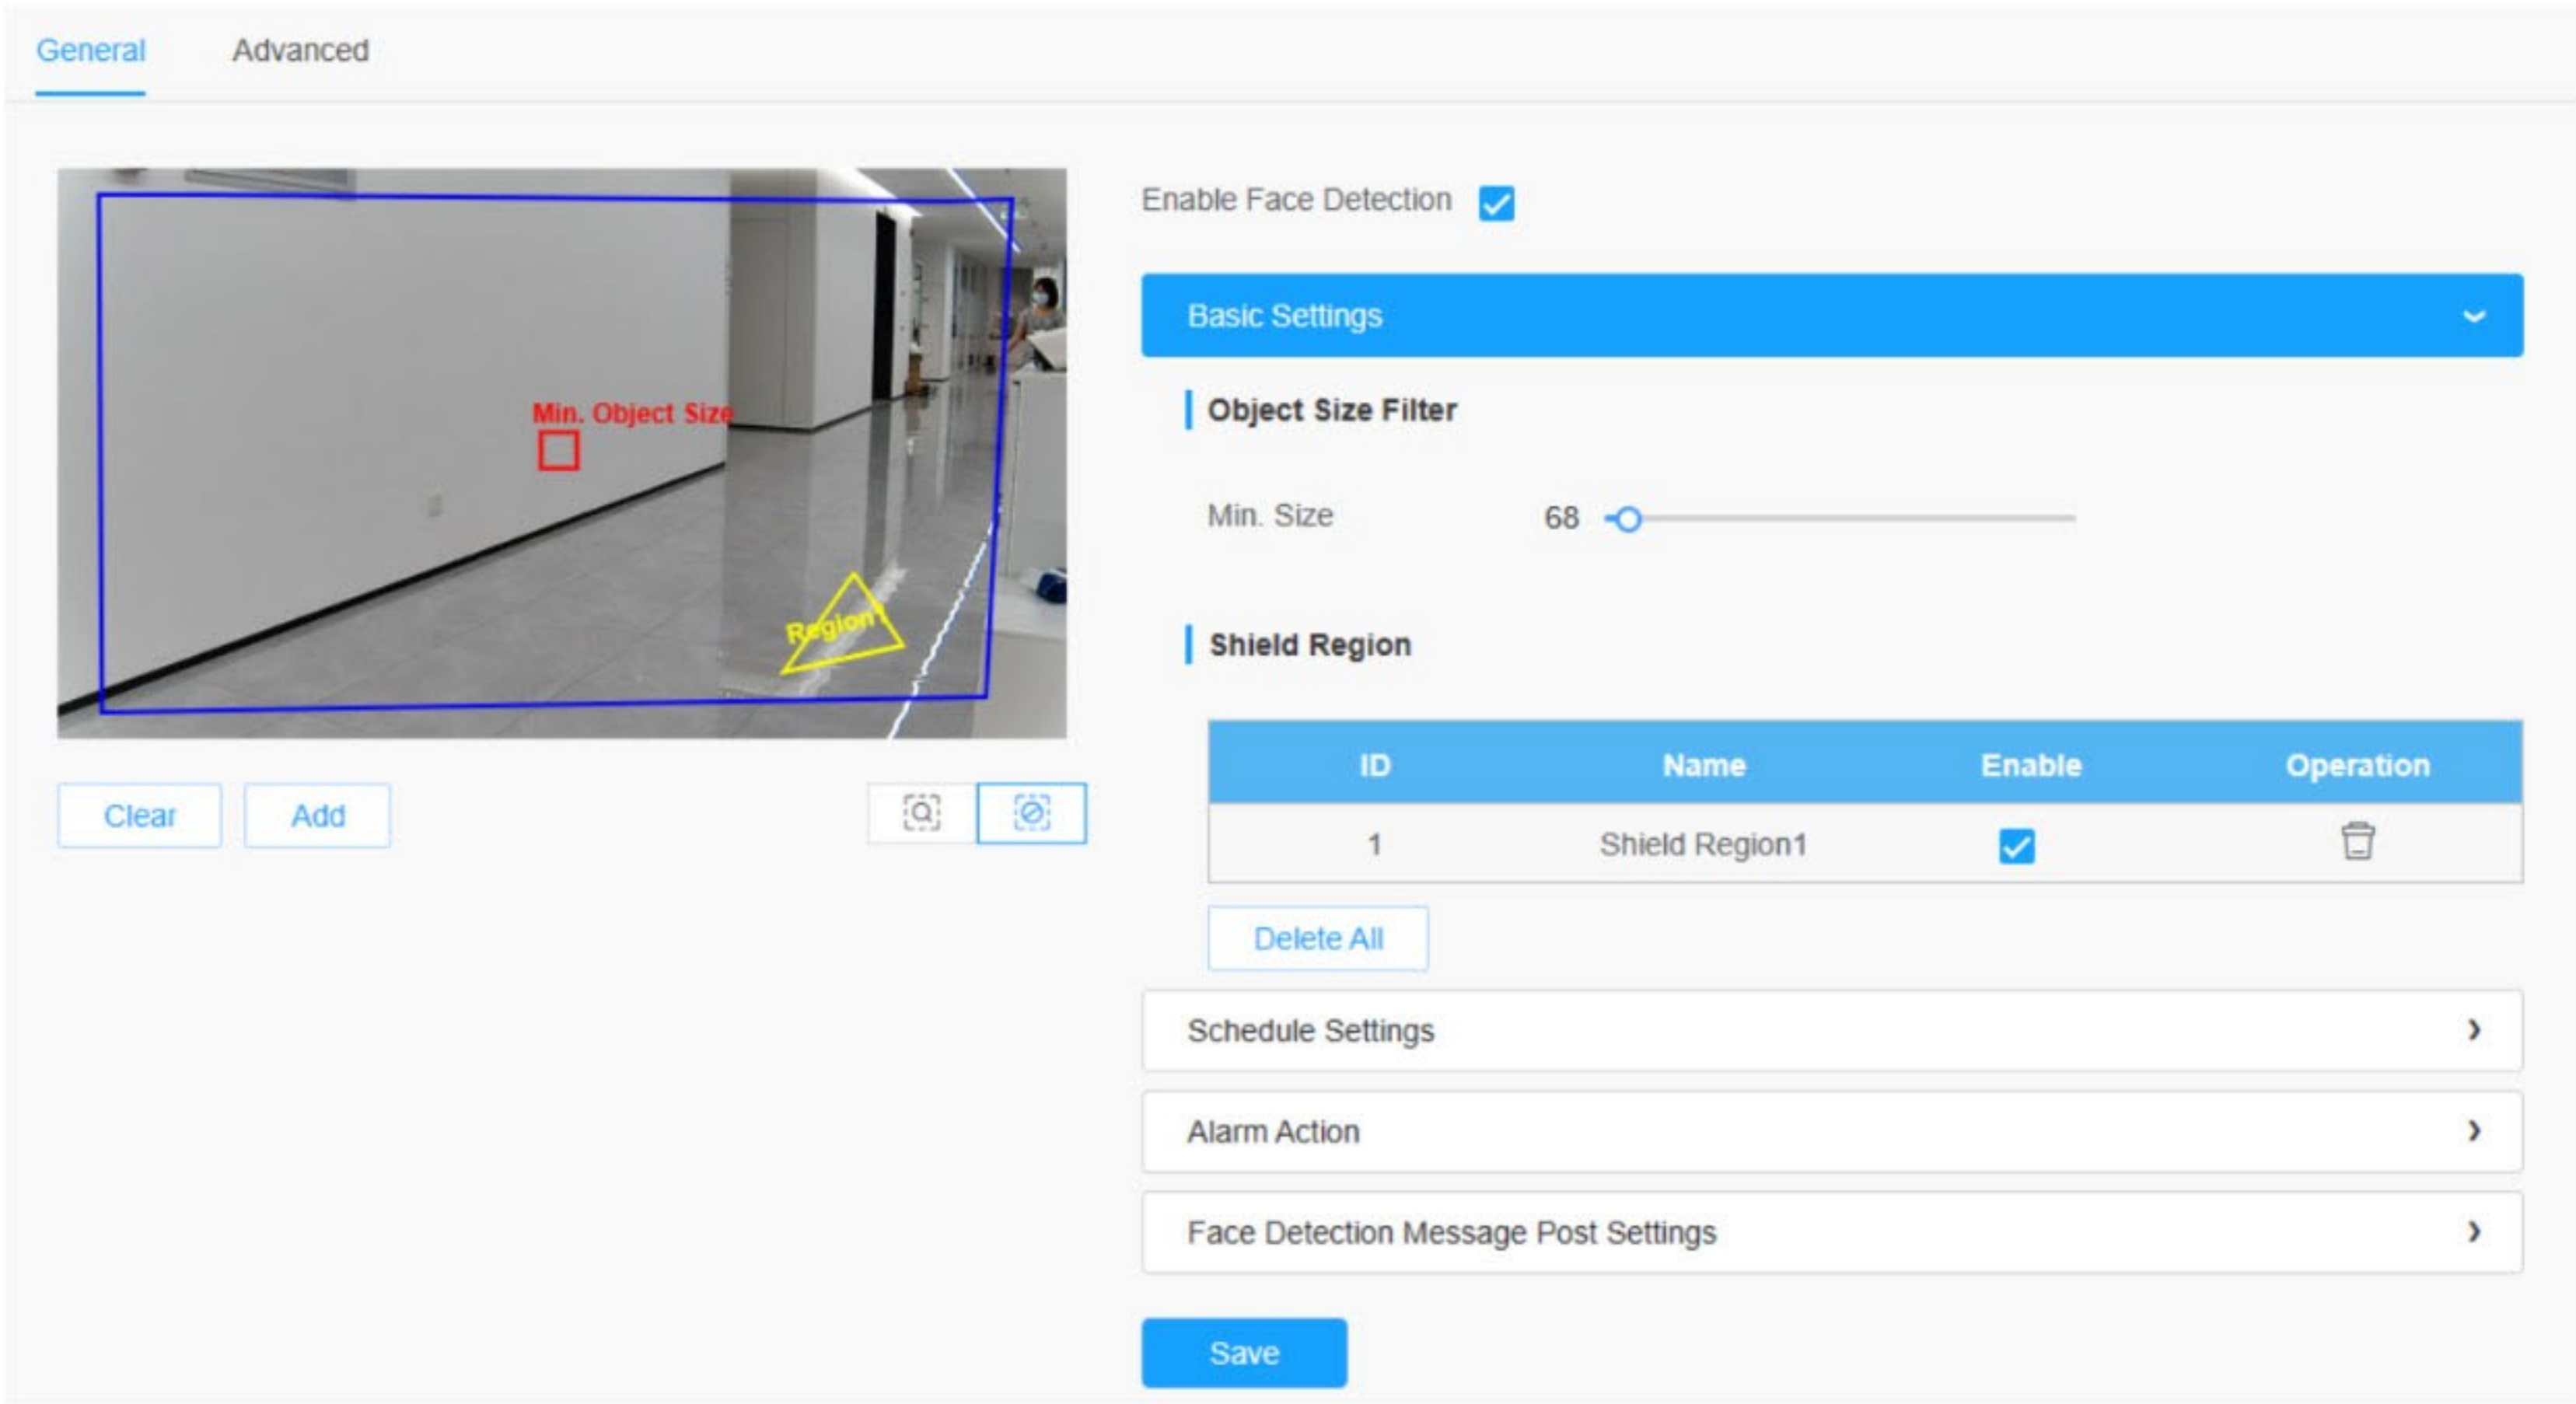 General Advanced
Min. Object Size
Region1
Clear Add
Enable Face Detection
Basic Settings
Object Size Filter
Min. Size 68
Shield Region
ID Name Enable Operation
1 Shield Region1
Delete All
Schedule Settings
Alarm Action
Face Detection Message Post Settings
Save